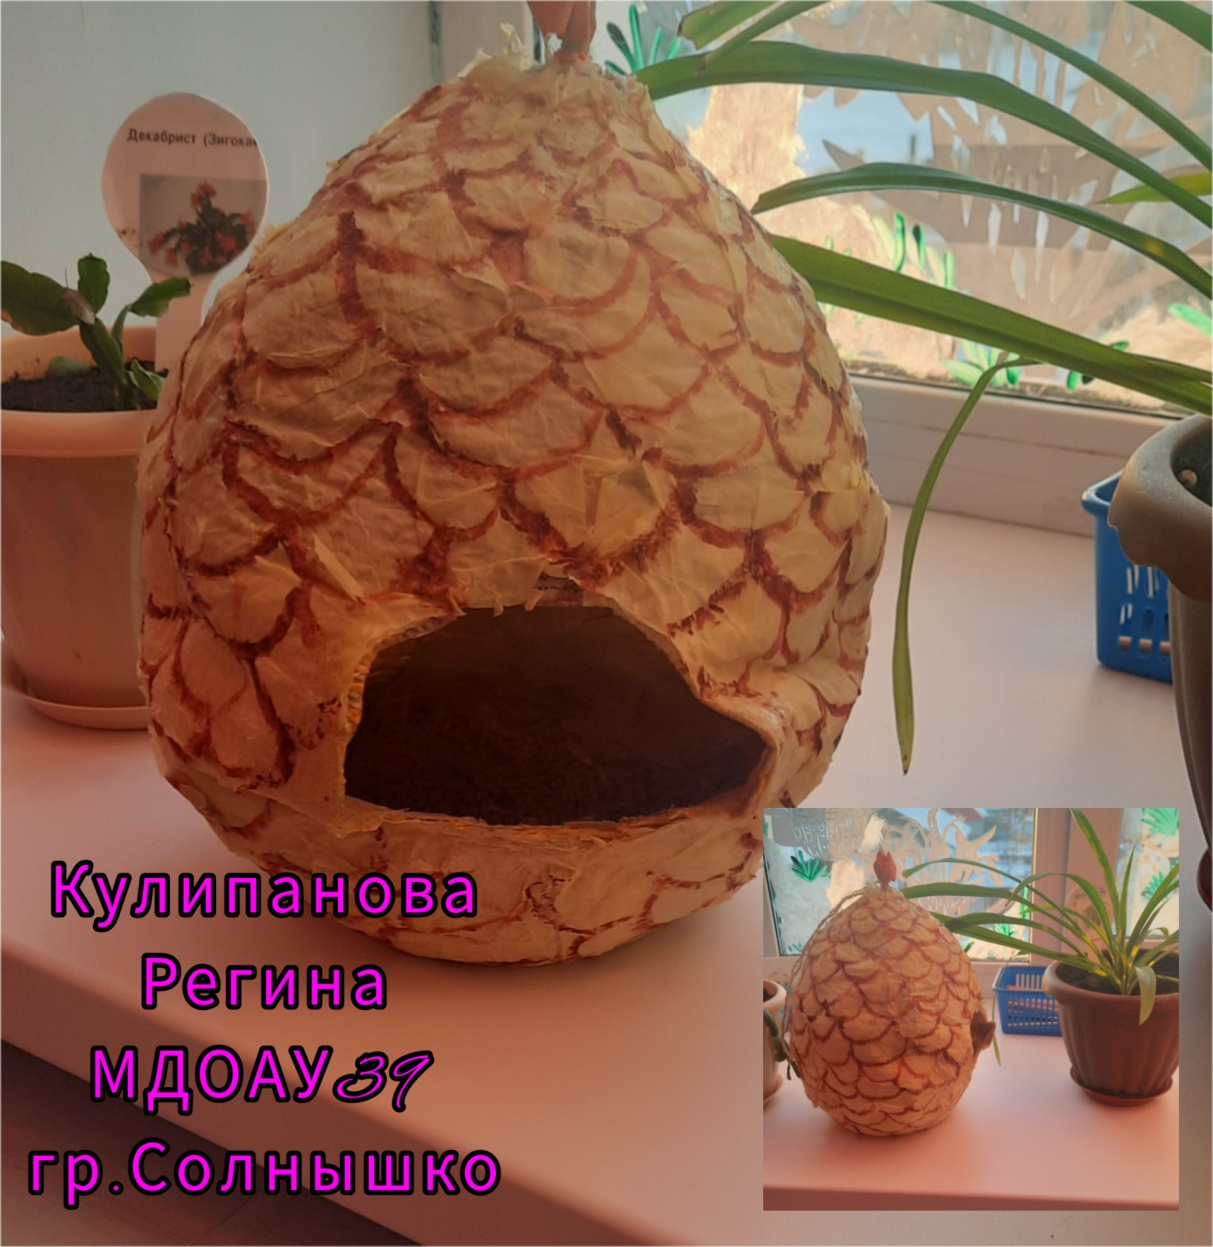 Декабрист (Зигока
Кулипанова
Регина
МДОАУ39
гр.Солнышко